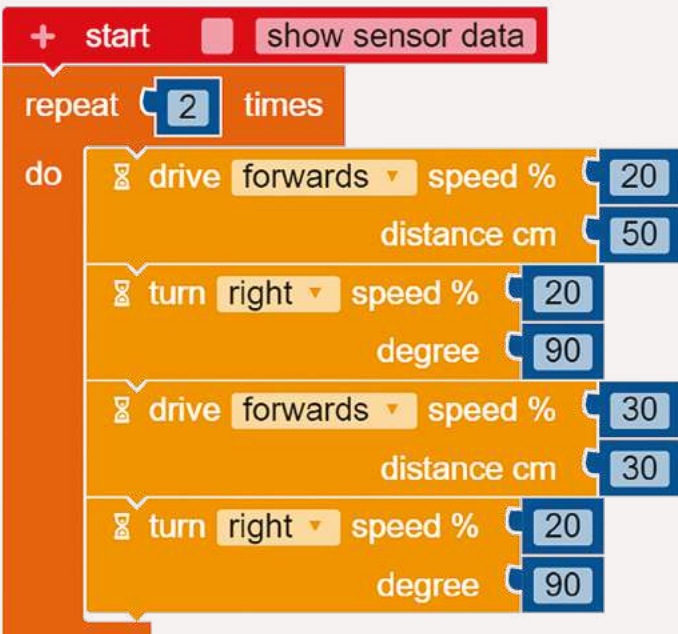 + start show sensor data
repeat 2 times
do drive forwards speed % 20
distance cm 50
turn right speed % 20
degree 90
drive forwards speed % 30
distance cm 30
turn right speed % 20
degree 90